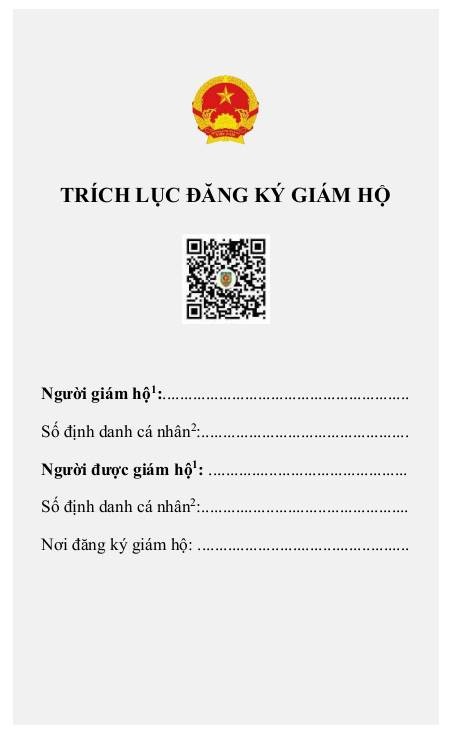 TRÍCH LỤC ĐĂNG KÝ GIÁM HỘ
Người giám hộ¹:......................................................
Số định danh cá nhân²:.............................................
Người được giám hộ¹: ...........................................
Số định danh cá nhân²:.............................................
Nơi đăng ký giám hộ: ..............................................